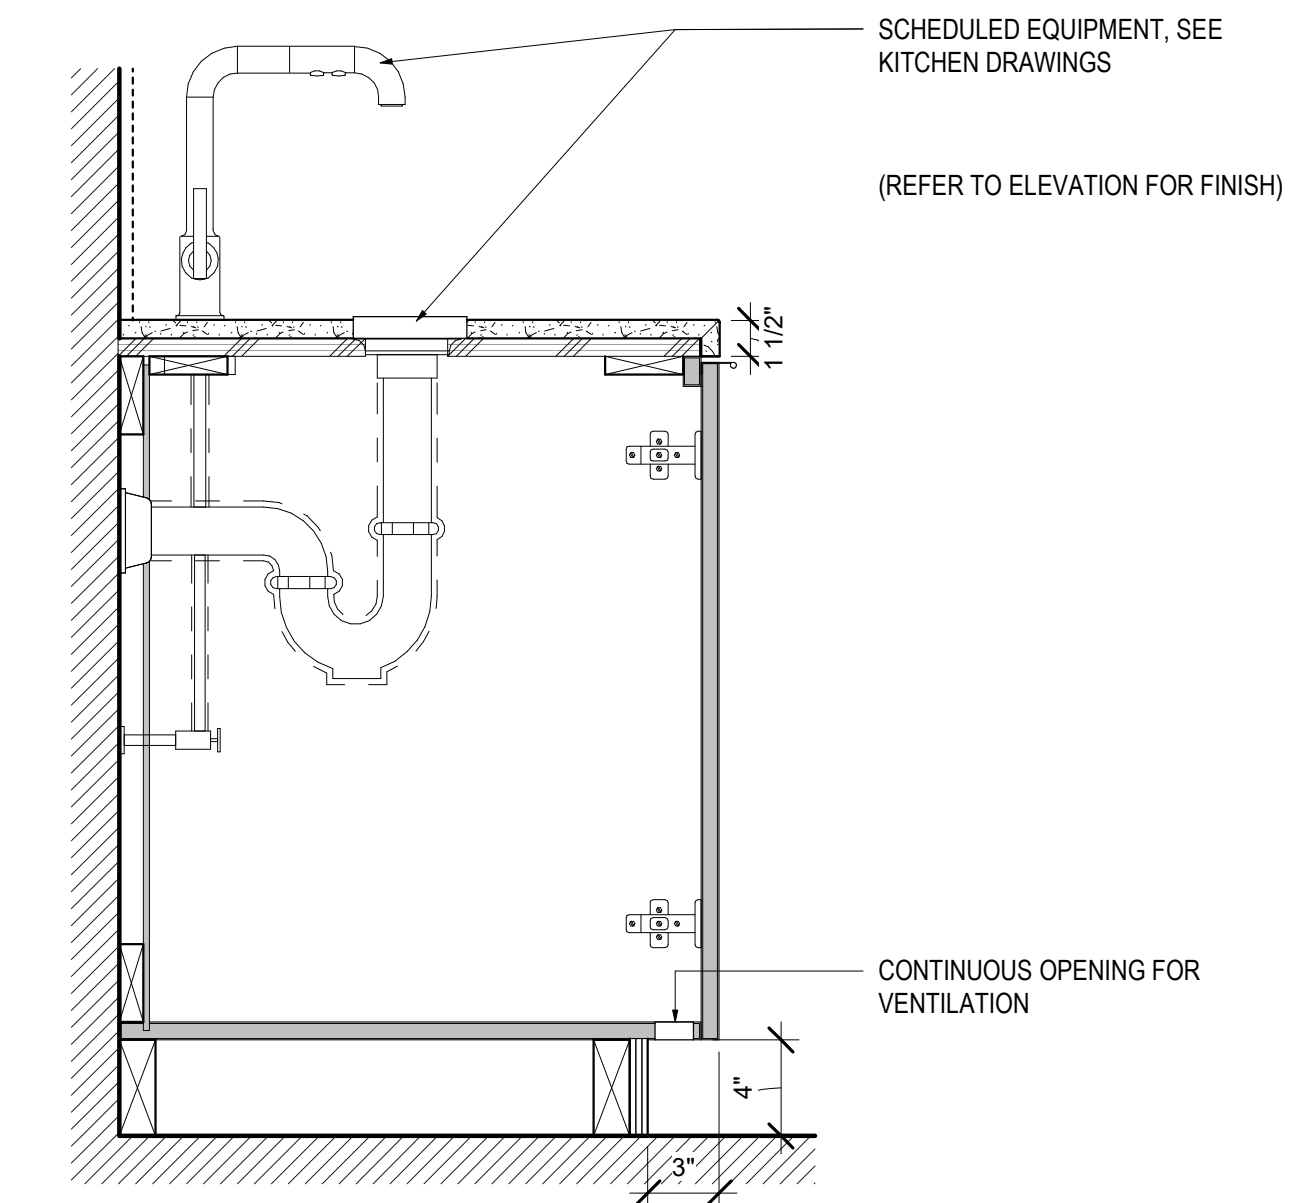 SCHEDULED EQUIPMENT, SEE
KITCHEN DRAWINGS
(REFER TO ELEVATION FOR FINISH)
1 1/2"
CONTINUOUS OPENING FOR
VENTILATION
4"
3"